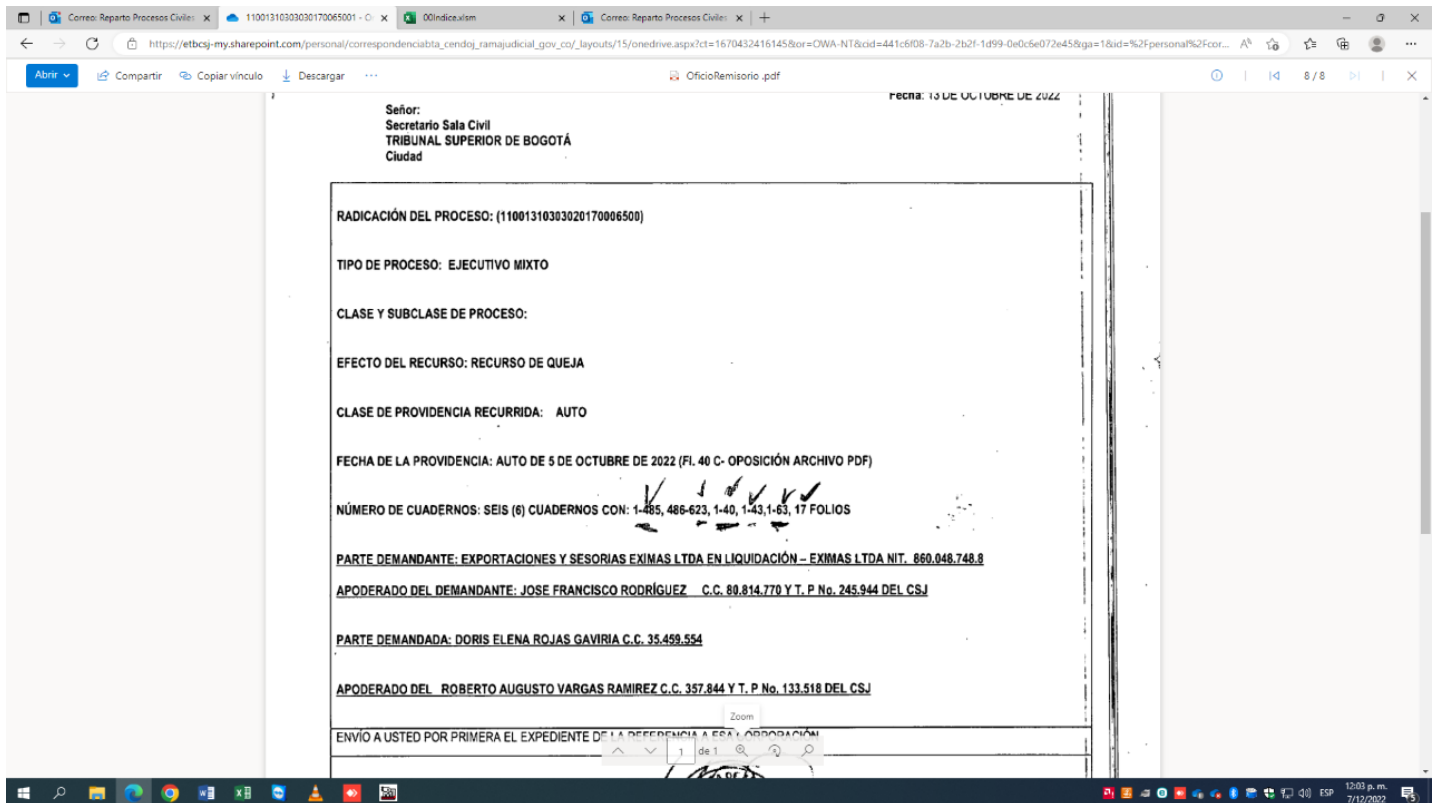 Correo: Reparto Procesos Civiles
11001310303030170065001 - O
00Indice.xlsm
Correo: Reparto Procesos Civiles
https://etbcsj-my.sharepoint.com/personal/correspondenciabta_cendoj_ramajudicial_gov_co/_layouts/15/onedrive.aspx?ct=1670432416145&or=OWA-NT&cid=441c6f08-7a2b-2b2f-1d99-0e0c6e072e45&ga=1&id=%2Fpersonal%2Fcor...
Abrir Compartir Copiar vínculo Descargar ... OficioRemisorio .pdf 8 / 8
Fecha: 13 DE OCTUBRE DE 2022
Señor:
Secretario Sala Civil
TRIBUNAL SUPERIOR DE BOGOTÁ
Ciudad
RADICACIÓN DEL PROCESO: (11001310303020170006500)
TIPO DE PROCESO: EJECUTIVO MIXTO
CLASE Y SUBCLASE DE PROCESO:
EFECTO DEL RECURSO: RECURSO DE QUEJA
CLASE DE PROVIDENCIA RECURRIDA: AUTO
FECHA DE LA PROVIDENCIA: AUTO DE 5 DE OCTUBRE DE 2022 (Fl. 40 C- OPOSICIÓN ARCHIVO PDF)
NÚMERO DE CUADERNOS: SEIS (6) CUADERNOS CON: 1-485, 486-623, 1-40, 1-43,1-63, 17 FOLIOS
PARTE DEMANDANTE: EXPORTACIONES Y SESORIAS EXIMAS LTDA EN LIQUIDACIÓN – EXIMAS LTDA NIT. 860.048.748.8
APODERADO DEL DEMANDANTE: JOSE FRANCISCO RODRÍGUEZ C.C. 80.814.770 Y T. P No. 245.944 DEL CSJ
PARTE DEMANDADA: DORIS ELENA ROJAS GAVIRIA C.C. 35.459.554
APODERADO DEL ROBERTO AUGUSTO VARGAS RAMIREZ C.C. 357.844 Y T. P No. 133.518 DEL CSJ
Zoom
ENVÍO A USTED POR PRIMERA EL EXPEDIENTE DE LA REFERENCIA A ESA CORPORACIÓN
1 de 1
ESP
12:03 p. m.
7/12/2022